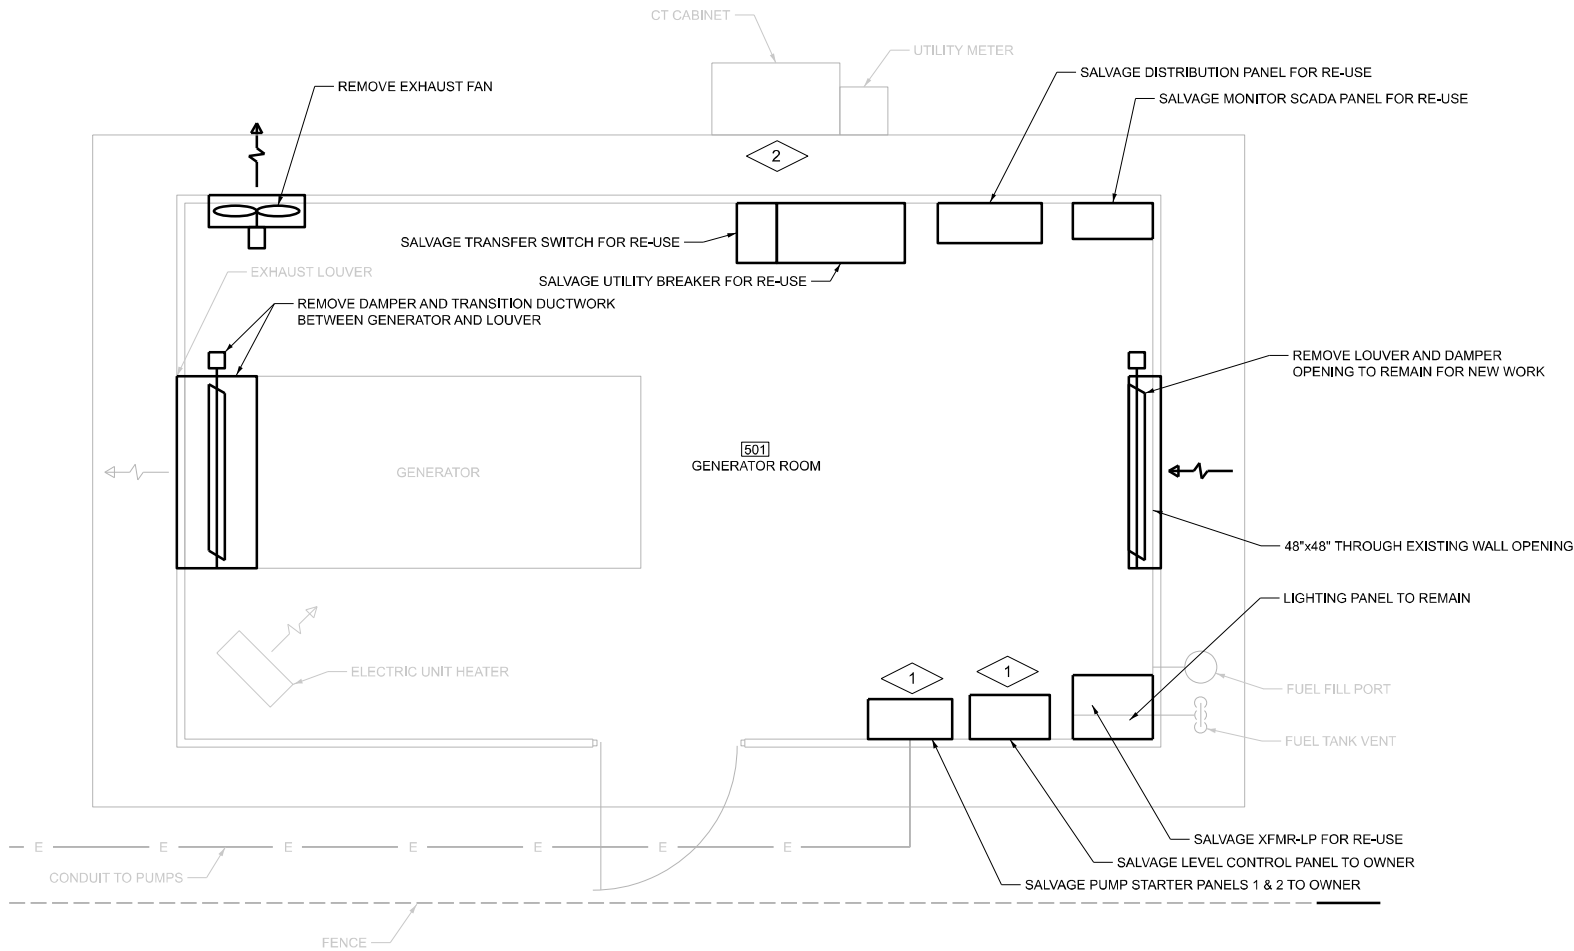 CT CABINET
UTILITY METER
SALVAGE DISTRIBUTION PANEL FOR RE-USE
REMOVE EXHAUST FAN
SALVAGE MONITOR SCADA PANEL FOR RE-USE
2
SALVAGE TRANSFER SWITCH FOR RE-USE
EXHAUST LOUVER
SALVAGE UTILITY BREAKER FOR RE-USE
REMOVE DAMPER AND TRANSITION DUCTWORK
BETWEEN GENERATOR AND LOUVER
REMOVE LOUVER AND DAMPER
OPENING TO REMAIN FOR NEW WORK
501
GENERATOR ROOM
GENERATOR
48"x48" THROUGH EXISTING WALL OPENING
LIGHTING PANEL TO REMAIN
ELECTRIC UNIT HEATER
1
1
FUEL FILL PORT
FUEL TANK VENT
SALVAGE XFMR-LP FOR RE-USE
E E E E E E E
SALVAGE LEVEL CONTROL PANEL TO OWNER
CONDUIT TO PUMPS
SALVAGE PUMP STARTER PANELS 1 & 2 TO OWNER
FENCE